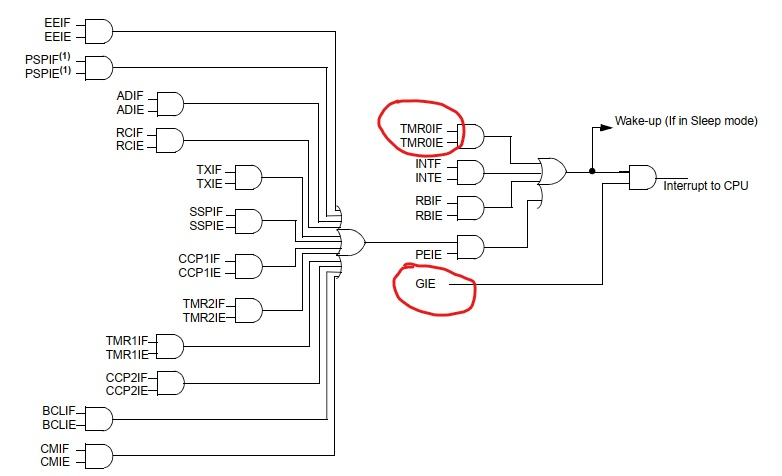 EEIF
EEIE
PSPIF(1)
PSPIE(1)
ADIF
ADIE
RCIF
RCIE
TXIF
TXIE
SSPIF
SSPIE
CCP1IF
CCP1IE
TMR2IF
TMR2IE
TMR1IF
TMR1IE
CCP2IF
CCP2IE
BCLIF
BCLIE
CMIF
CMIE
TMR0IF
TMR0IE
INTF
INTE
RBIF
RBIE
PEIE
GIE
Wake-up (If in Sleep mode)
Interrupt to CPU